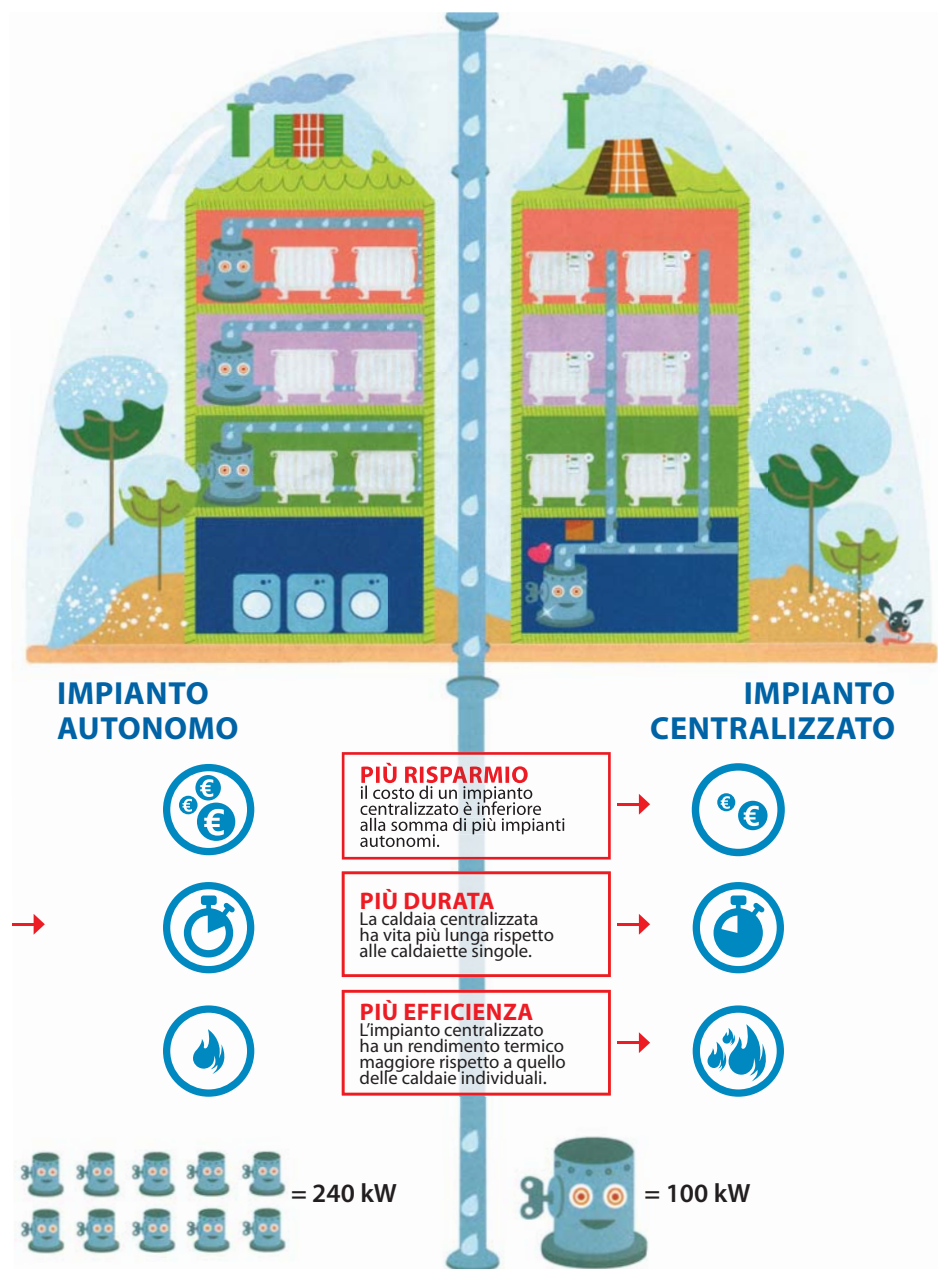 IMPIANTO
AUTONOMO
IMPIANTO
CENTRALIZZATO
PIÙ RISPARMIO
il costo di un impianto
centralizzato è inferiore
alla somma di più impianti
autonomi.
PIÙ DURATA
La caldaia centralizzata
ha vita più lunga rispetto
alle caldaiette singole.
PIÙ EFFICIENZA
L'impianto centralizzato
ha un rendimento termico
maggiore rispetto a quello
delle caldaie individuali.
= 240 kW
= 100 kW